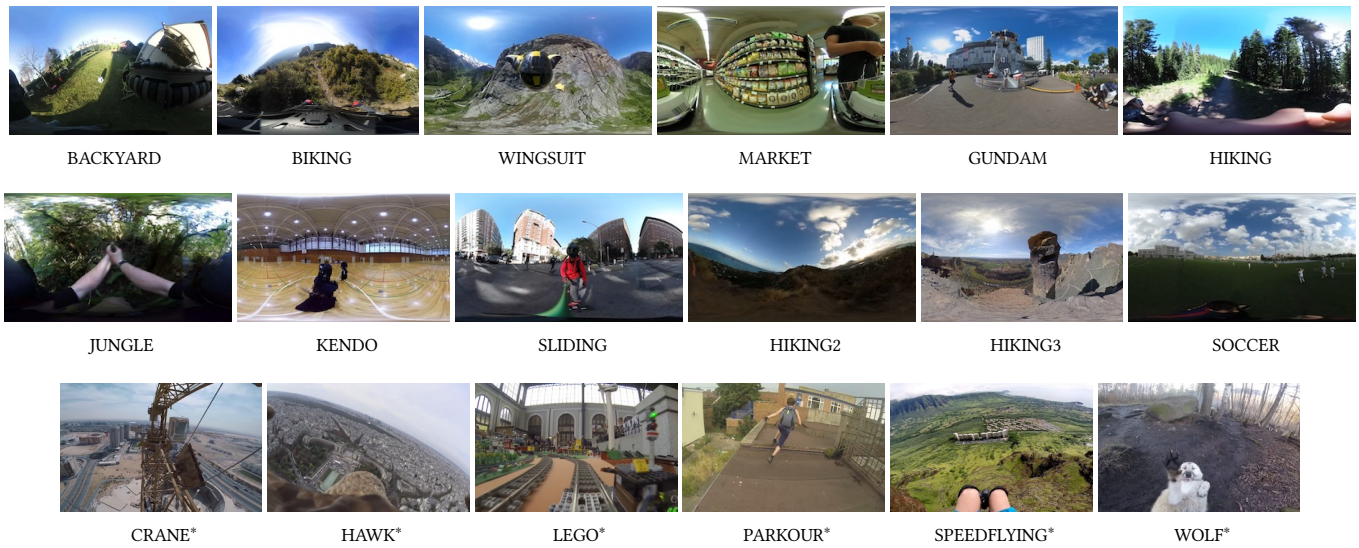 BACKYARD BIKING WINGSUIT MARKET GUNDAM HIKING
JUNGLE KENDO SLIDING HIKING2 HIKING3 SOCCER
CRANE* HAWK* LEGO* PARKOUR* SPEEDFLYING* WOLF*